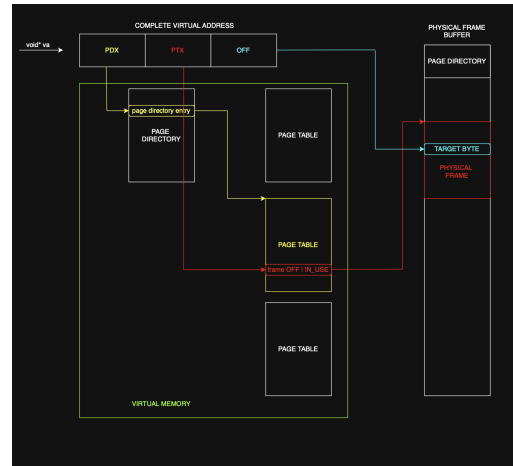 COMPLETE VIRTUAL ADDRESS
PHYSICAL FRAME
BUFFER
void* va
PDX
PTX
OFF
PAGE DIRECTORY
page directory entry
PAGE
DIRECTORY
PAGE TABLE
TARGET BYTE
PHYSICAL
FRAME
PAGE TABLE
frame OFF | IN_USE
PAGE TABLE
VIRTUAL MEMORY